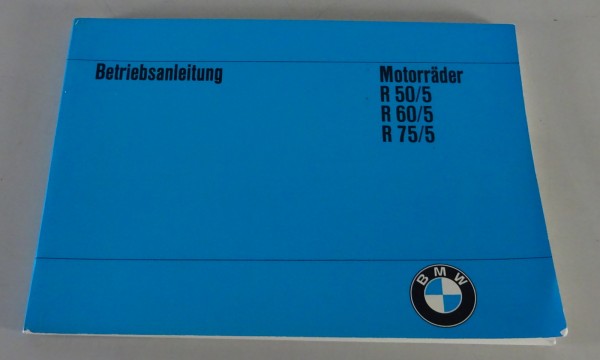 Betriebsanleitung
Motorräder
R 50/5
R 60/5
R 75/5
BMW